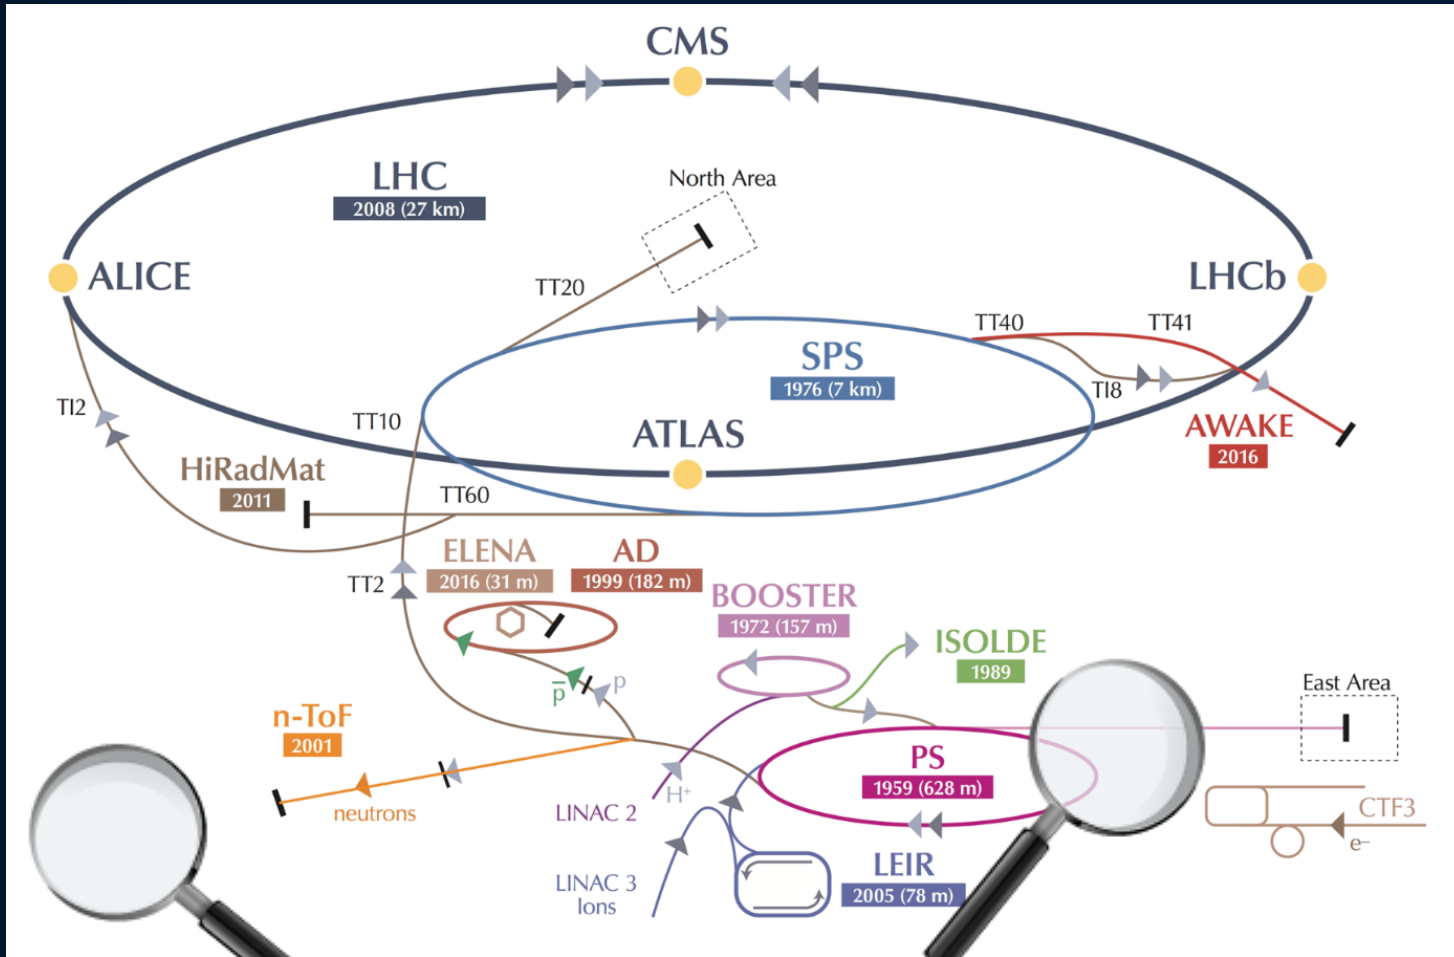 CMS
LHC
2008 (27 km)
North Area
ALICE
LHCb
TT20
TT40
TT41
SPS
1976 (7 km)
TI8
TI2
TT10
ATLAS
AWAKE
2016
HiRadMat
2011
TT60
ELENA
2016 (31 m)
AD
1999 (182 m)
TT2
BOOSTER
1972 (157 m)
ISOLDE
1989
p
p̅
East Area
n-ToF
2001
PS
1959 (628 m)
neutrons
LINAC 2
H⁺
CTF3
e⁻
LEIR
2005 (78 m)
LINAC 3
Ions